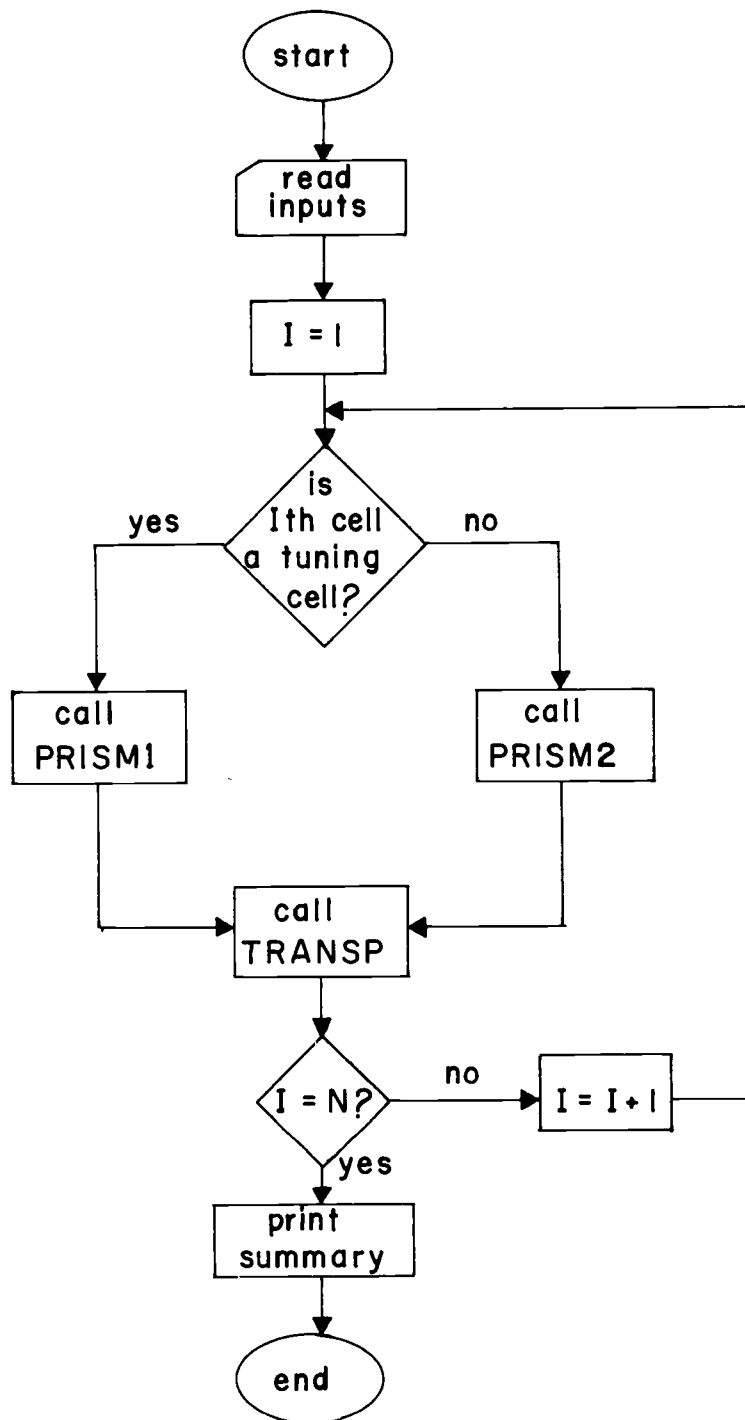 start
read
inputs
I = 1
is
Ith cell
a tuning
cell?
yes
no
call
PRISM1
call
PRISM2
call
TRANSP
I = N?
no
I = I + 1
yes
print
summary
end